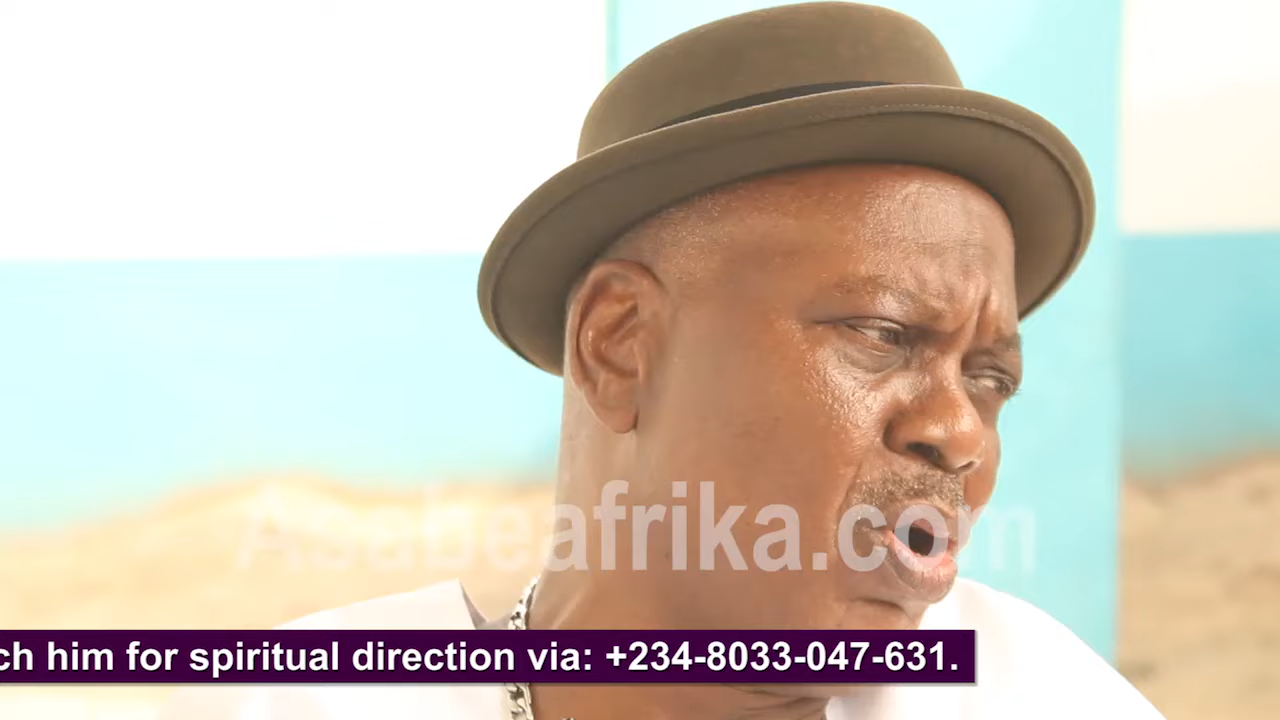 Asabeafrika.com
ch him for spiritual direction via: +234-8033-047-631.